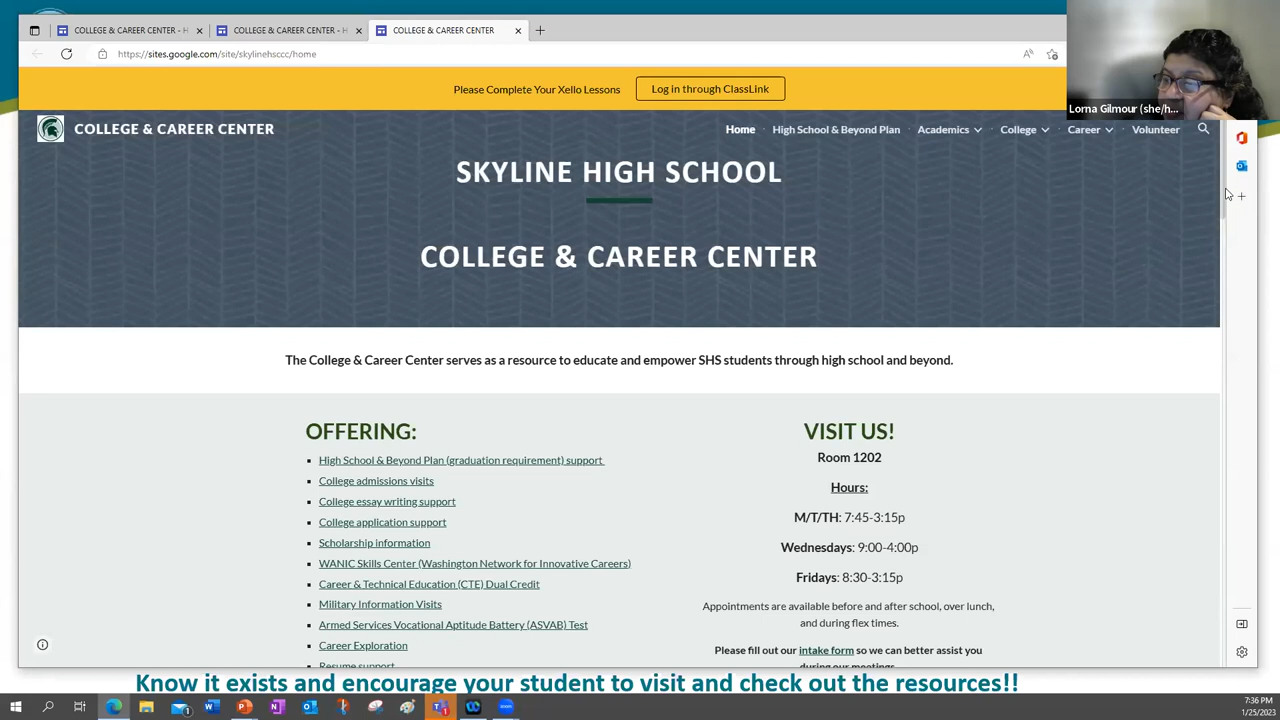 COLLEGE & CAREER CENTER - H
COLLEGE & CAREER CENTER - H
COLLEGE & CAREER CENTER
https://sites.google.com/site/skylinehsccc/home
Please Complete Your Xello Lessons
Log in through ClassLink
Lorna Gilmour (she/h...
COLLEGE & CAREER CENTER
Home
High School & Beyond Plan
Academics
College
Career
Volunteer
SKYLINE HIGH SCHOOL
COLLEGE & CAREER CENTER
The College & Career Center serves as a resource to educate and empower SHS students through high school and beyond.
OFFERING:
High School & Beyond Plan (graduation requirement) support
College admissions visits
College essay writing support
College application support
Scholarship information
WANIC Skills Center (Washington Network for Innovative Careers)
Career & Technical Education (CTE) Dual Credit
Military Information Visits
Armed Services Vocational Aptitude Battery (ASVAB) Test
Career Exploration
Resume support
VISIT US!
Room 1202
Hours:
M/T/TH: 7:45-3:15p
Wednesdays: 9:00-4:00p
Fridays: 8:30-3:15p
Appointments are available before and after school, over lunch,
and during flex times.
Please fill out our intake form so we can better assist you
during our meetings
Know it exists and encourage your student to visit and check out the resources!!
7:36 PM
1/25/2023